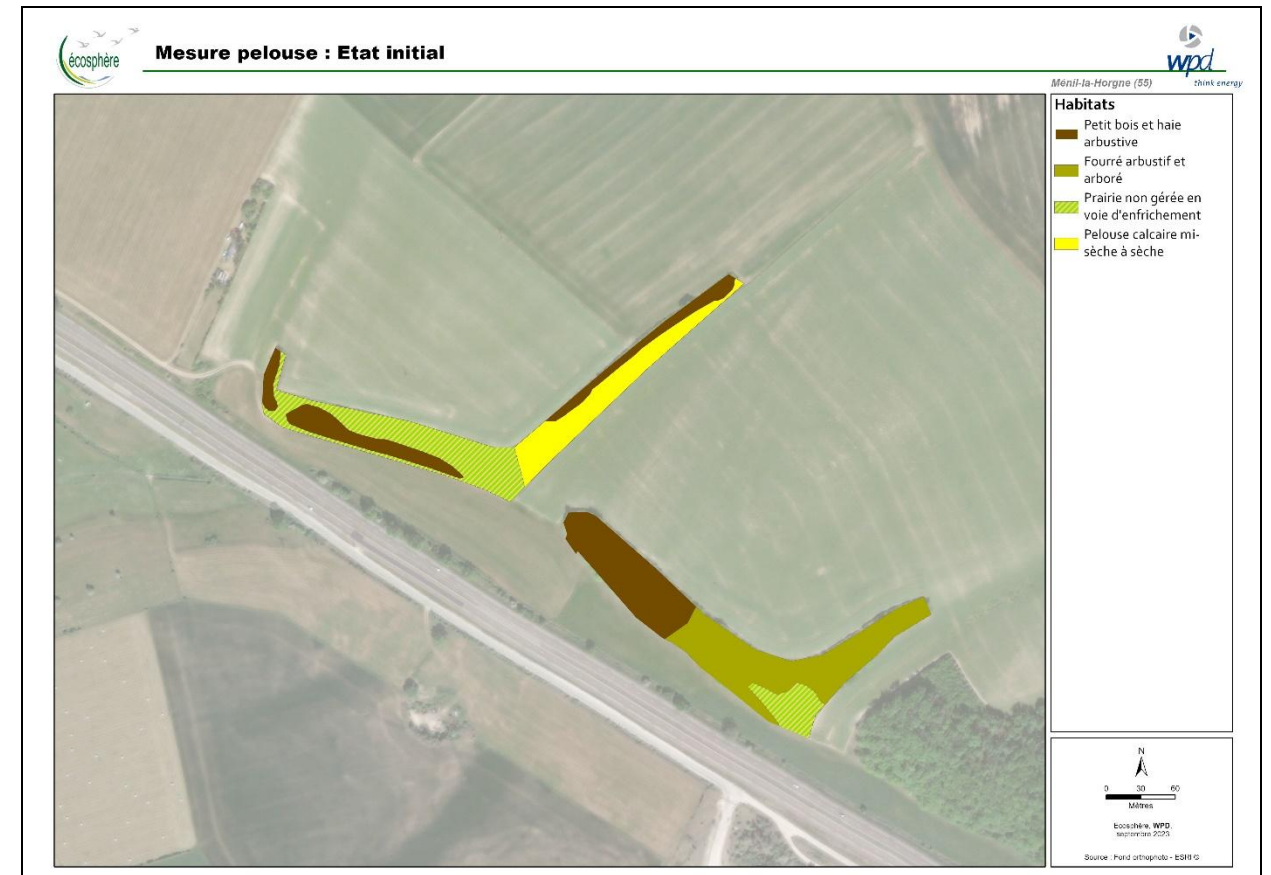 écosphère
Mesure pelouse : Etat initial
wpd
think energy
Ménil-la-Horgne (55)
Habitats
Petit bois et haie
arbustive
Fourré arbustif et
arboré
Prairie non gérée en
voie d'enfrichement
Pelouse calcaire mi-
sèche à sèche
N
0 30 60
Mètres
Ecosphère, WPD,
septembre 2023
Source : Fond orthophoto - ESRI ©